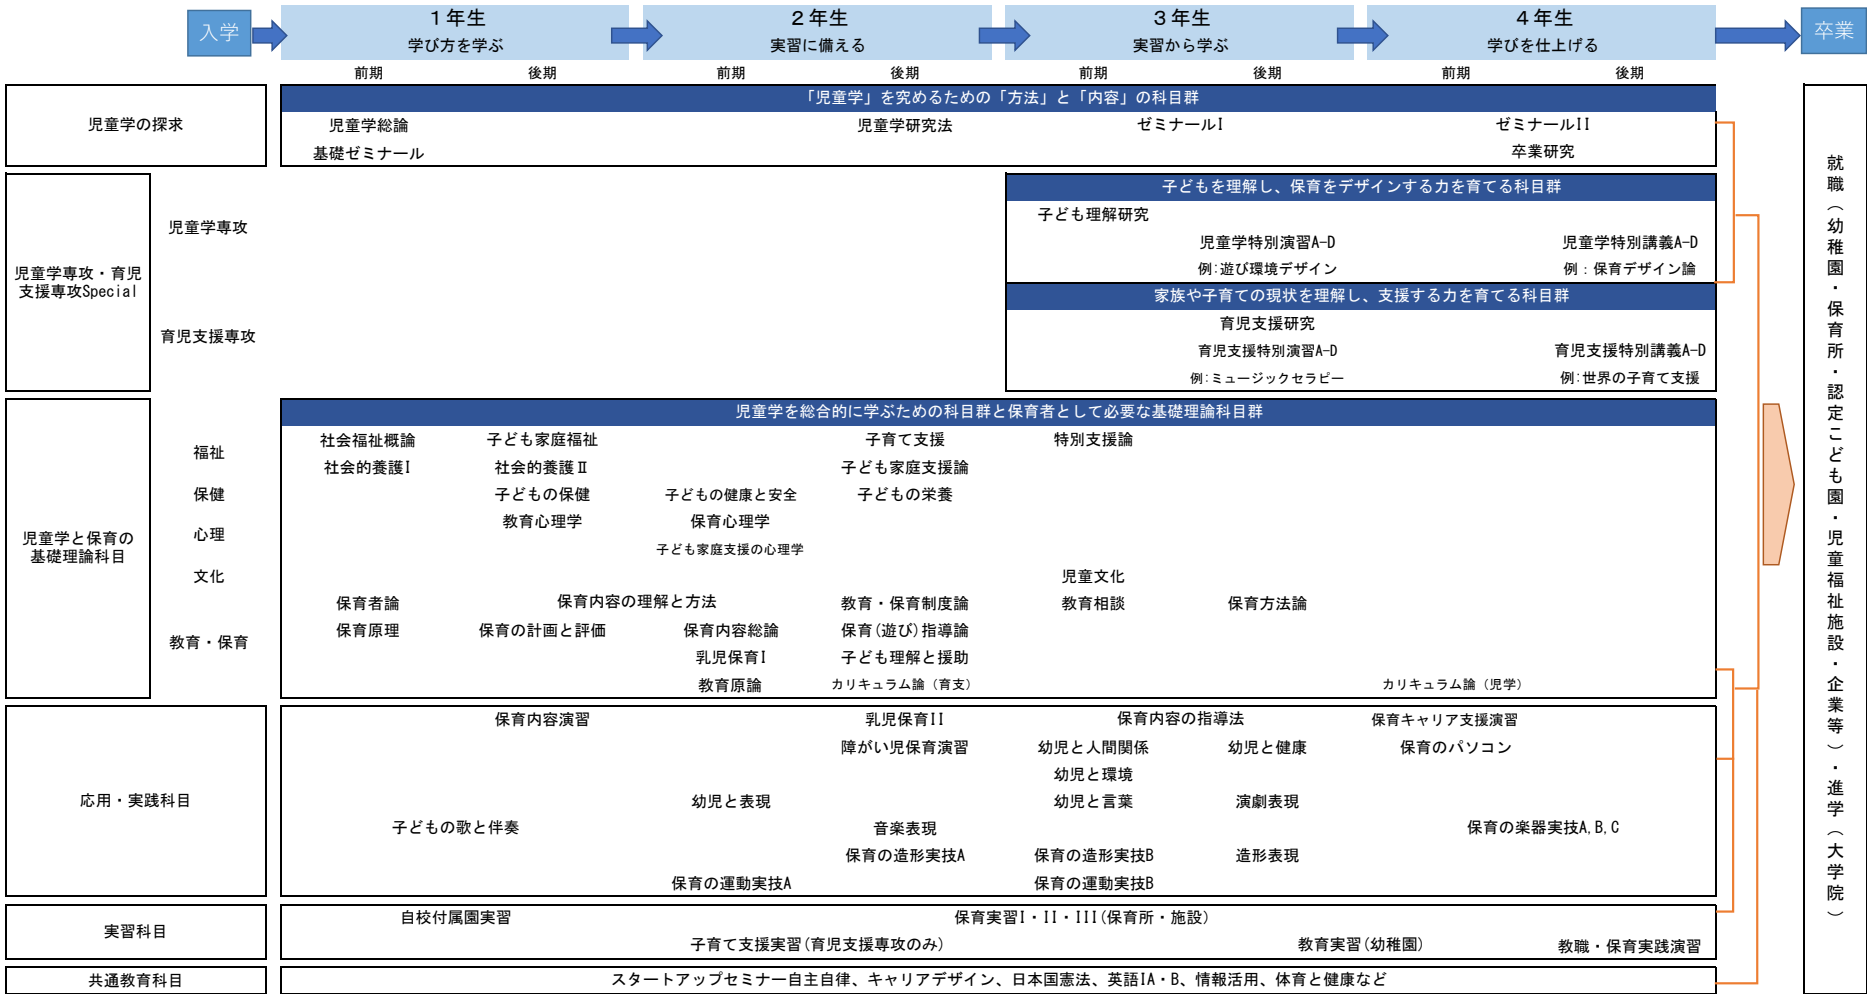 入学
１年生
学び方を学ぶ
２年生
実習に備える
３年生
実習から学ぶ
４年生
学びを仕上げる
卒業
前期 後期 前期 後期 前期 後期 前期 後期
児童学の探求
「児童学」を究めるための「方法」と「内容」の科目群
児童学総論 児童学研究法 ゼミナールI ゼミナールII
基礎ゼミナール 卒業研究
児童学専攻・育児
支援専攻Special
児童学専攻
子どもを理解し、保育をデザインする力を育てる科目群
子ども理解研究
児童学特別演習A-D 児童学特別講義A-D
例:遊び環境デザイン 例：保育デザイン論
育児支援専攻
家族や子育ての現状を理解し、支援する力を育てる科目群
育児支援研究
育児支援特別演習A-D 育児支援特別講義A-D
例:ミュージックセラピー 例:世界の子育て支援
児童学と保育の
基礎理論科目
児童学を総合的に学ぶための科目群と保育者として必要な基礎理論科目群
福祉
社会福祉概論 子ども家庭福祉 子育て支援 特別支援論
社会的養護I 社会的養護Ⅱ 子ども家庭支援論
保健
子どもの保健 子どもの健康と安全 子どもの栄養
心理
教育心理学 保育心理学
子ども家庭支援の心理学
文化
児童文化
教育・保育
保育者論 保育内容の理解と方法 教育・保育制度論 教育相談 保育方法論
保育原理 保育の計画と評価 保育内容総論 保育(遊び)指導論
乳児保育I 子ども理解と援助
教育原論 カリキュラム論（育支） カリキュラム論（児学）
応用・実践科目
保育内容演習 乳児保育II 保育内容の指導法 保育キャリア支援演習
障がい児保育演習 幼児と人間関係 幼児と健康 保育のパソコン
幼児と環境
幼児と表現 幼児と言葉 演劇表現
子どもの歌と伴奏 音楽表現 保育の楽器実技A,B,C
保育の造形実技A 保育の造形実技B 造形表現
保育の運動実技A 保育の運動実技B
実習科目
自校付属園実習 保育実習I・II・III(保育所・施設)
子育て支援実習(育児支援専攻のみ) 教育実習(幼稚園) 教職・保育実践演習
共通教育科目
スタートアップセミナー自主自律、キャリアデザイン、日本国憲法、英語IA・B、情報活用、体育と健康など
就職（幼稚園・保育所・認定こども園・児童福祉施設・企業等）・進学（大学院）